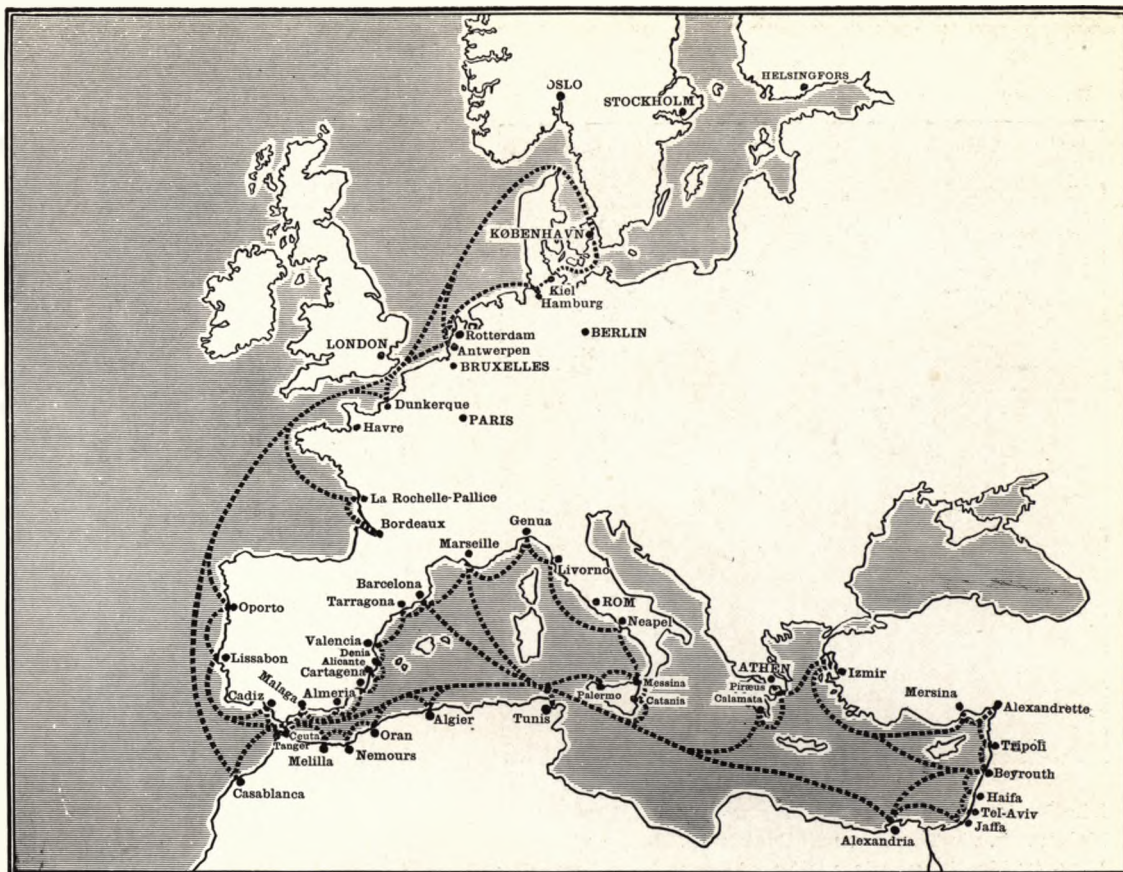 HELSINGFORS
OSLO
STOCKHOLM
KØBENHAVN
Kiel
Hamburg
Rotterdam
BERLIN
LONDON
Antwerpen
BRUXELLES
Dunkerque
PARIS
Havre
La Rochelle-Pallice
Bordeaux
Genua
Marseille
Livorno
Barcelona
Tarragona
ROM
Oporto
Neapel
Valencia
Denia
Lissabon
Alicante
Cartagena
ATHEN
Izmir
Malaga
Almeria
Messina
Piræus
Cadiz
Palermo
Catania
Calamata
Mersina
Alexandrette
Algier
Tunis
Ceuta
Tanger
Oran
Melilla
Nemours
Tripoli
Beyrouth
Casablanca
Haifa
Tel-Aviv
Jaffa
Alexandria